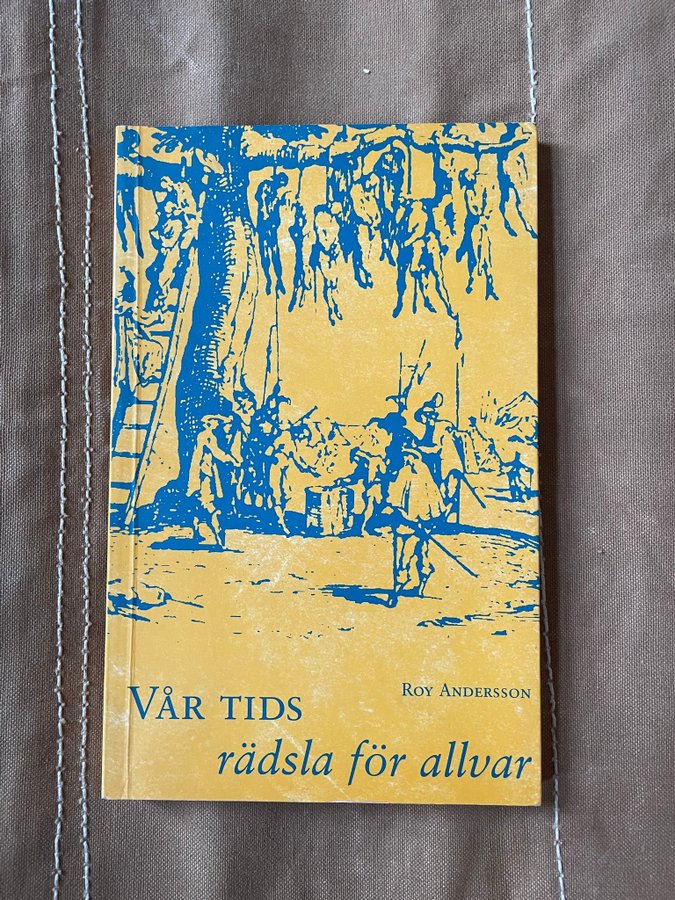 Roy Andersson
Vår tids
rädsla för allvar